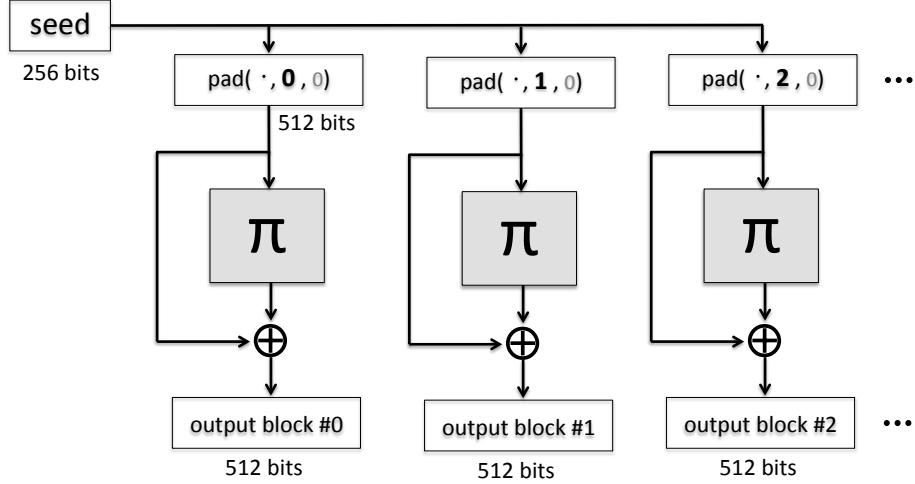 seed
256 bits
pad( · , 0 , 0)
pad( · , 1 , 0)
pad( · , 2 , 0)
...
512 bits
π
π
π
output block #0
output block #1
output block #2
...
512 bits
512 bits
512 bits